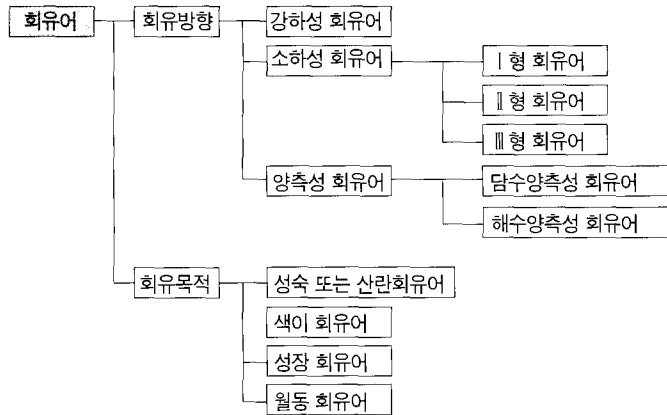 회유어 회유방향 강하성 회유어
소하성 회유어 Ⅰ형 회유어
Ⅱ형 회유어
Ⅲ형 회유어
양측성 회유어 담수양측성 회유어
해수양측성 회유어
회유목적 성숙 또는 산란회유어
색이 회유어
성장 회유어
월동 회유어